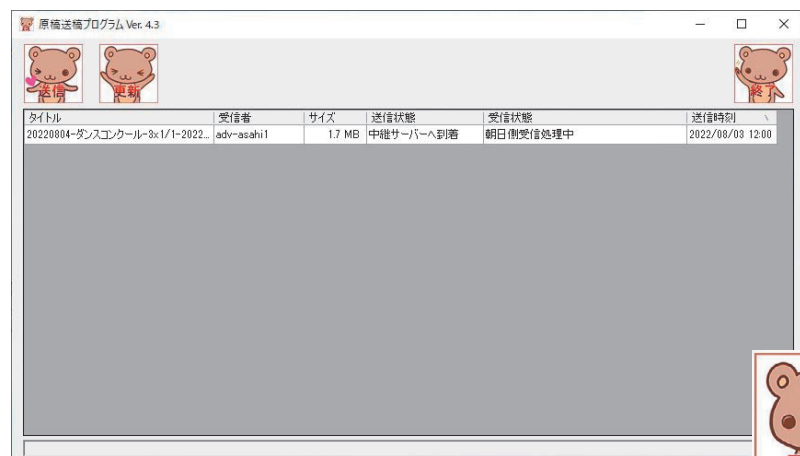 原稿送稿プログラム Ver. 4.3
送信 更新 終了
タイトル 受信者 サイズ 送信状態 受信状態 送信時刻
20220804-ダンスコンクール-3x1/1-2022... adv-asahi1 1.7 MB 中継サーバーへ到着 朝日側受信処理中 2022/08/03 12:00